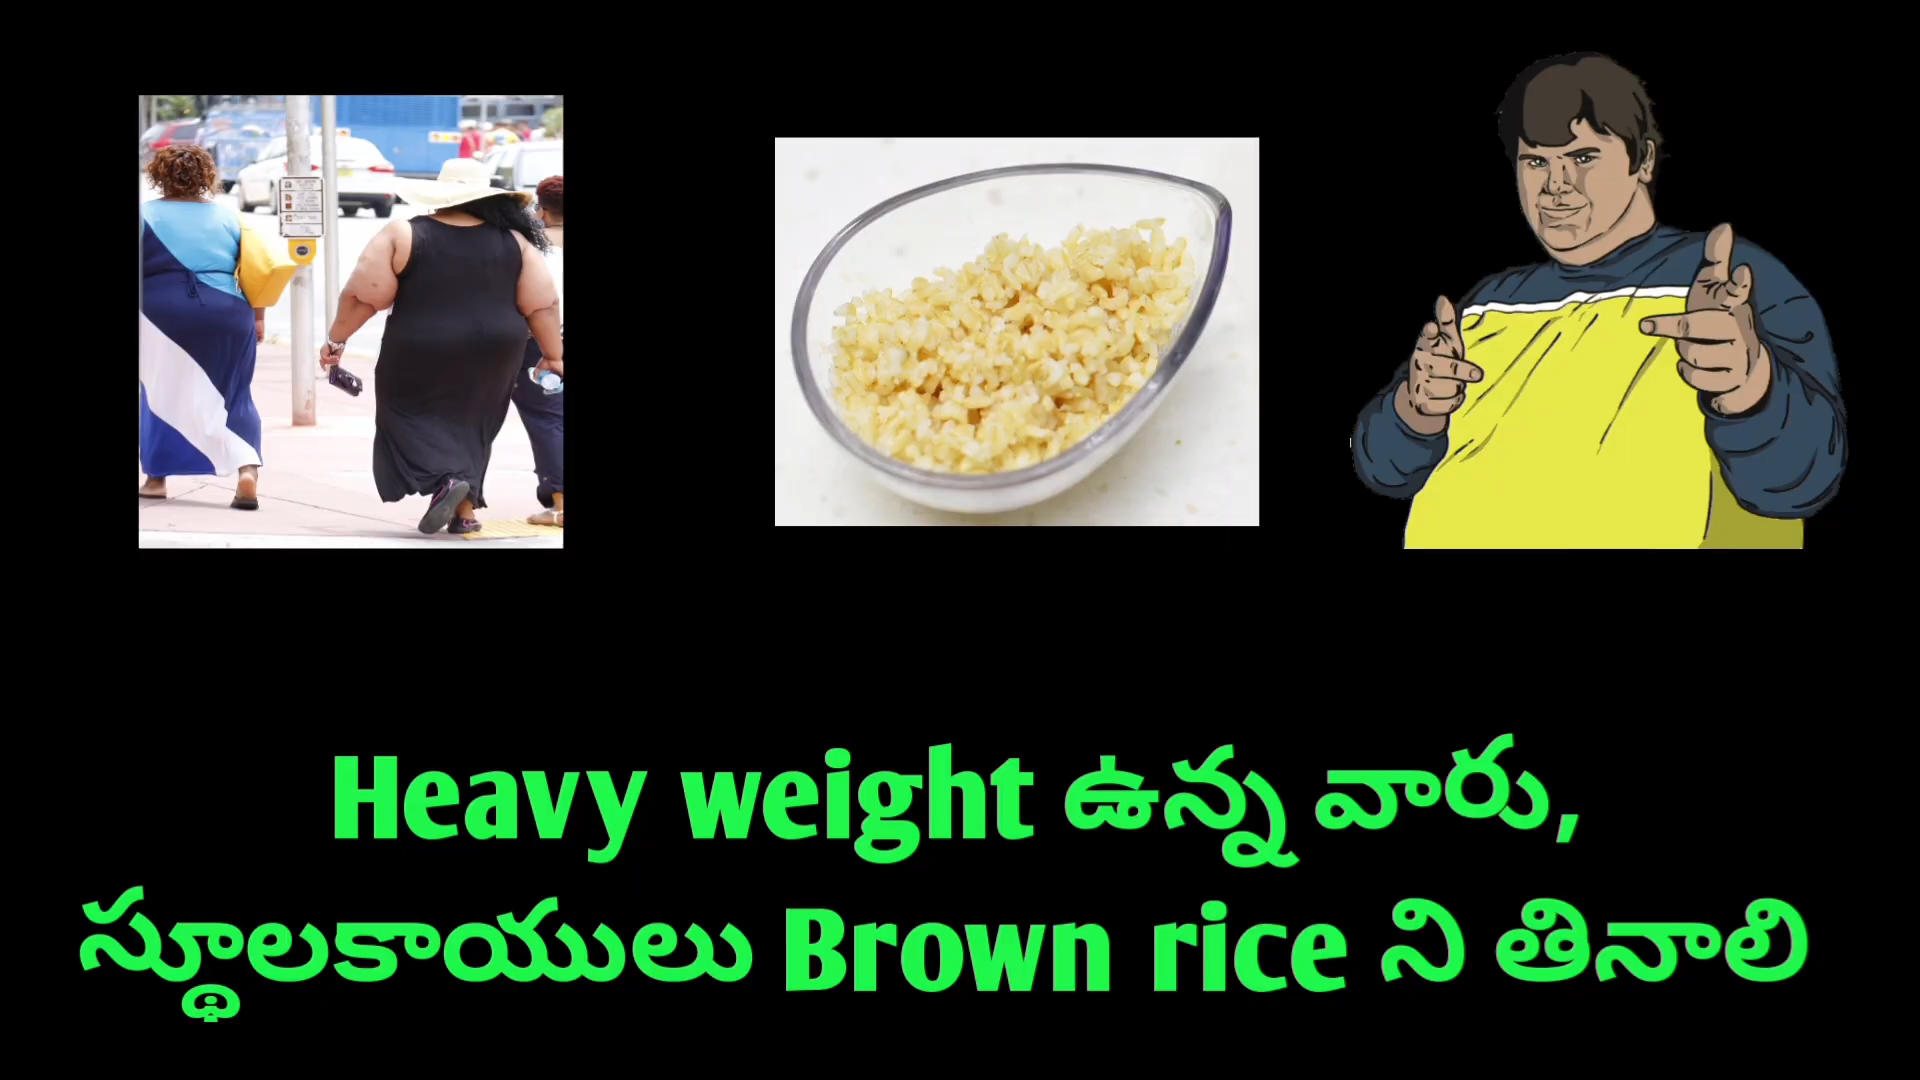 Heavy weight ఉన్న వారు,
స్థూలకాయులు Brown rice ని తినాలి